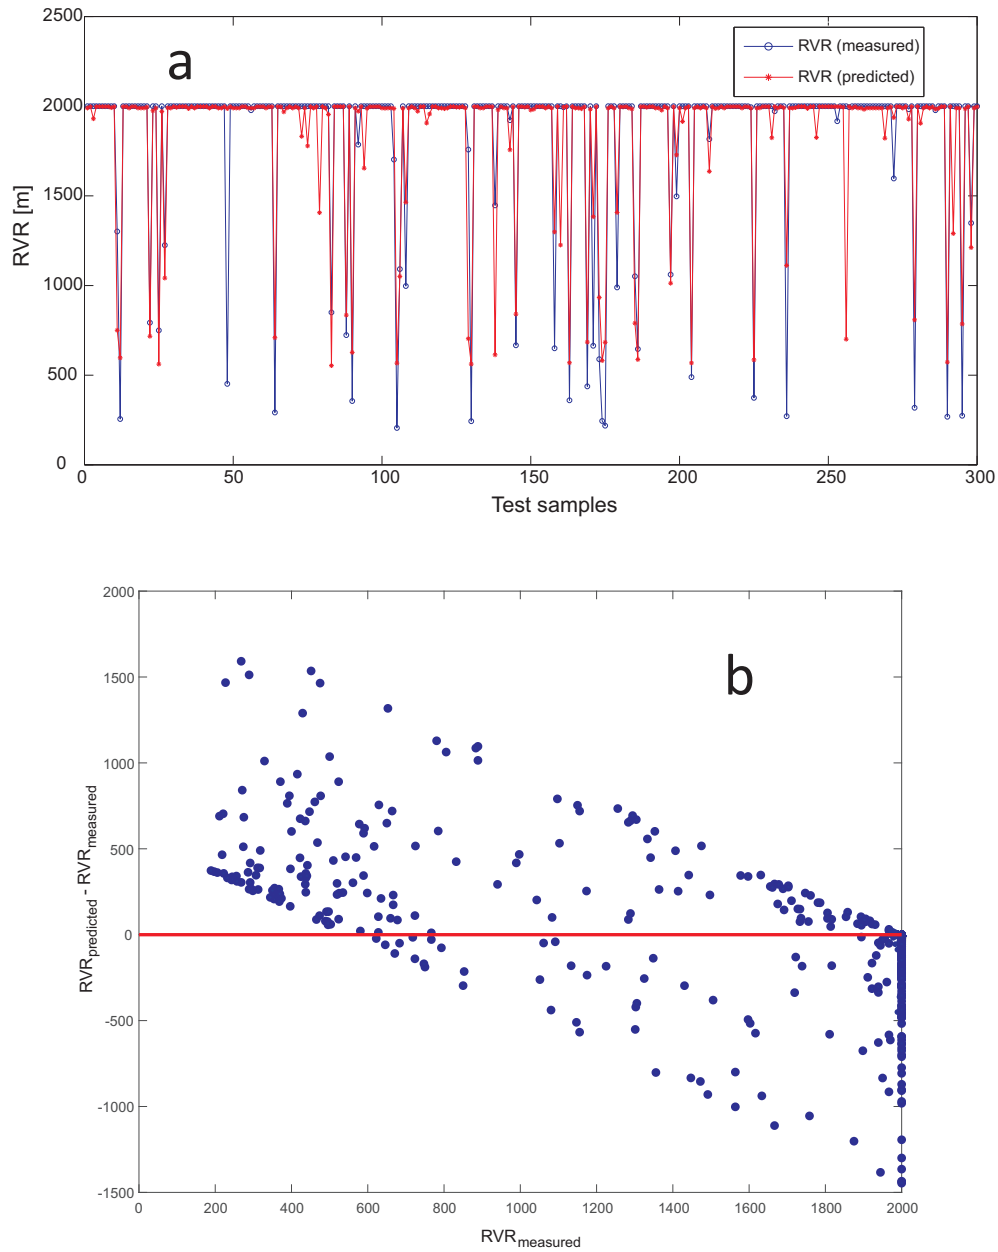 2500
2000
1500
1000
500
0
RVR [m]
a
RVR (measured)
RVR (predicted)
0 50 100 150 200 250 300
Test samples
2000
1500
1000
500
0
-500
-1000
-1500
RVRpredicted - RVRmeasured
b
0 200 400 600 800 1000 1200 1400 1600 1800 2000
RVRmeasured